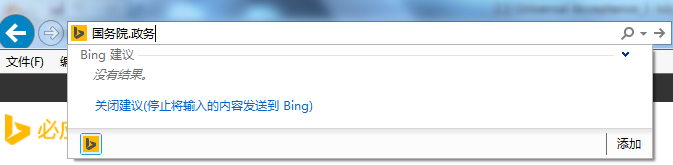 国务院.政务
Bing 建议
没有结果。
文件(F)
关闭建议(停止将输入的内容发送到 Bing)
必
添加